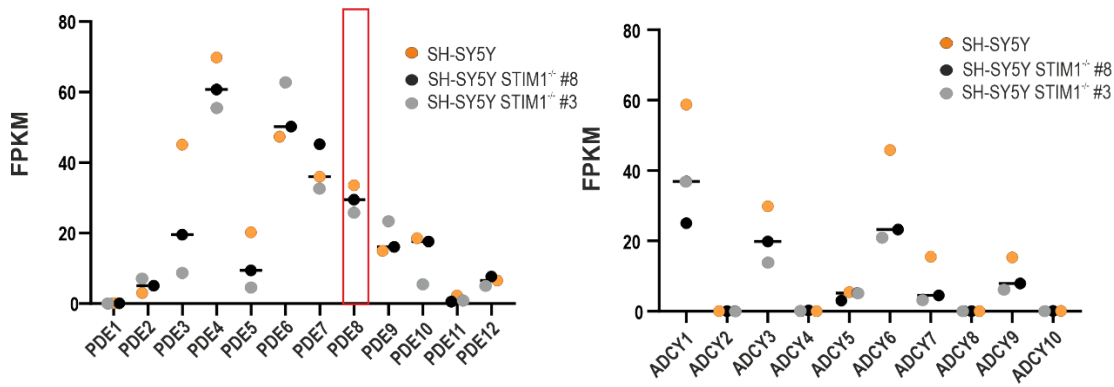 FPKM
80
60
40
20
0
SH-SY5Y
SH-SY5Y STIM1⁻/⁻ #8
SH-SY5Y STIM1⁻/⁻ #3
PDE1
PDE2
PDE3
PDE4
PDE5
PDE6
PDE7
PDE8
PDE9
PDE10
PDE11
PDE12
FPKM
80
60
40
20
0
SH-SY5Y
SH-SY5Y STIM1⁻/⁻ #8
SH-SY5Y STIM1⁻/⁻ #3
ADCY1
ADCY2
ADCY3
ADCY4
ADCY5
ADCY6
ADCY7
ADCY8
ADCY9
ADCY10